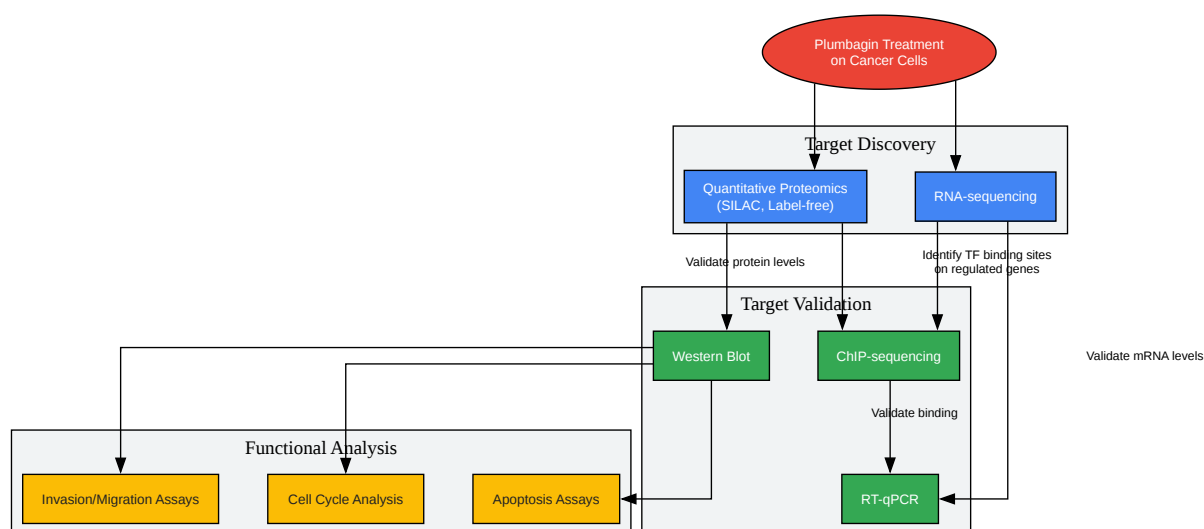 Plumbagin Treatment
on Cancer Cells
Target Discovery
Quantitative Proteomics
(SILAC, Label-free)
RNA-sequencing
Validate protein levels
Identify TF binding sites
on regulated genes
Target Validation
Western Blot
ChIP-sequencing
Validate mRNA levels
Validate binding
Functional Analysis
Invasion/Migration Assays
Cell Cycle Analysis
Apoptosis Assays
RT-qPCR